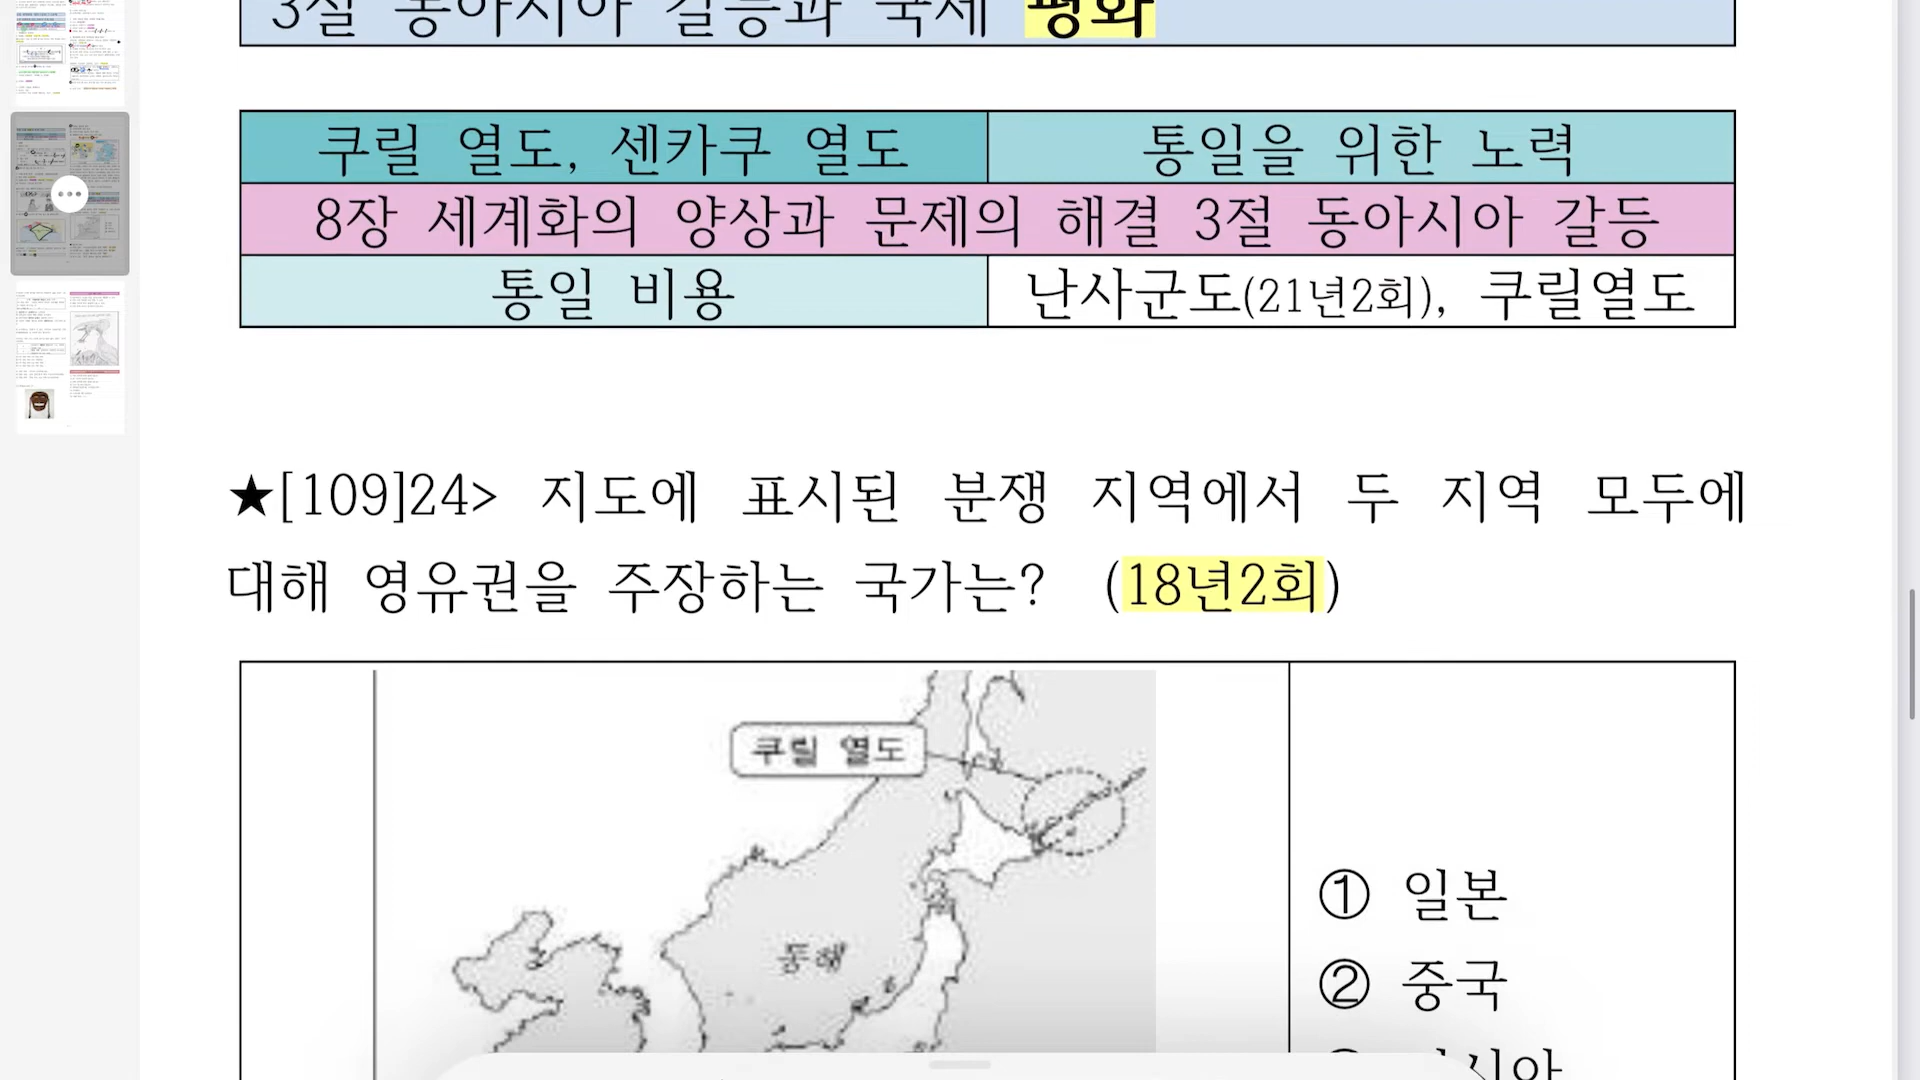 3절 동아시아 갈등과 국제 평화
쿠릴 열도, 센카쿠 열도
통일을 위한 노력
8장 세계화의 양상과 문제의 해결 3절 동아시아 갈등
통일 비용
난사군도(21년2회), 쿠릴열도
★[109]24> 지도에 표시된 분쟁 지역에서 두 지역 모두에
대해 영유권을 주장하는 국가는? (18년2회)
쿠릴 열도
동해
① 일본
② 중국